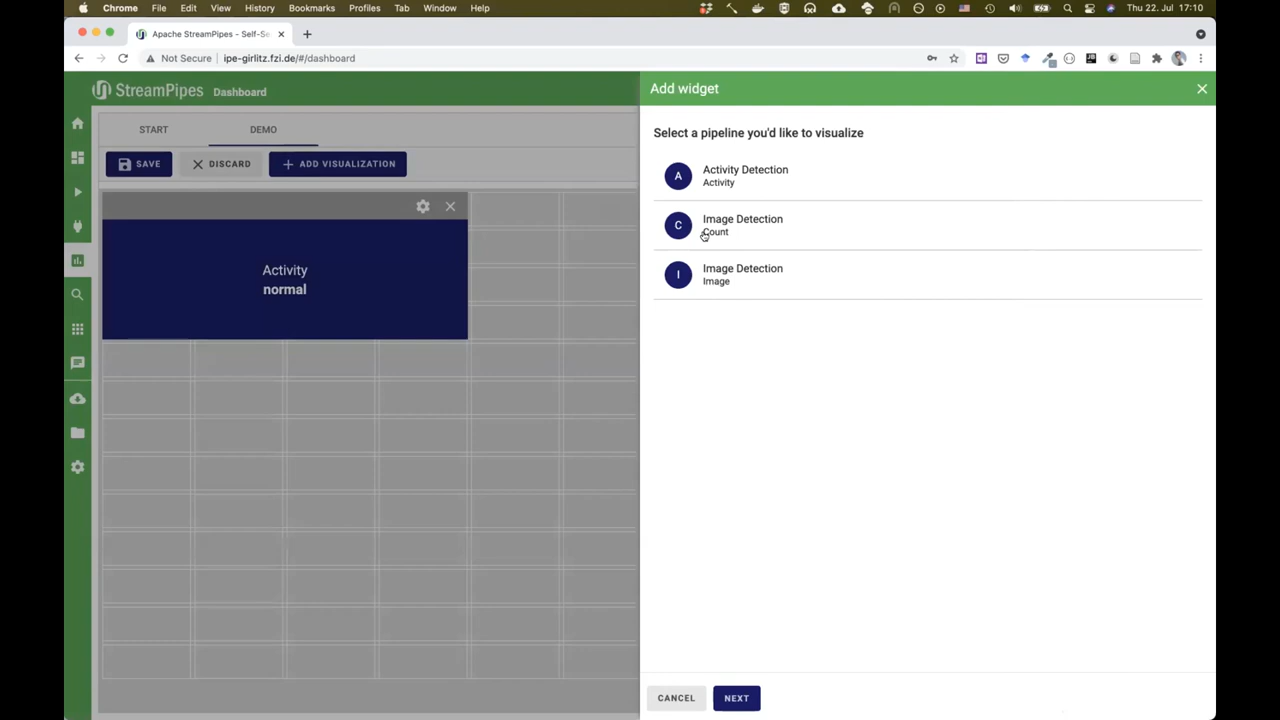 Chrome File Edit View History Bookmarks Profiles Tab Window Help Thu 22. Jul 17:10
Apache StreamPipes - Self-Se
Not Secure ipe-girlitz.fzi.de/#/dashboard
StreamPipes Dashboard
Add widget
START DEMO
SAVE DISCARD ADD VISUALIZATION
Select a pipeline you'd like to visualize
A Activity Detection
Activity
C Image Detection
Count
I Image Detection
Image
Activity
normal
CANCEL NEXT